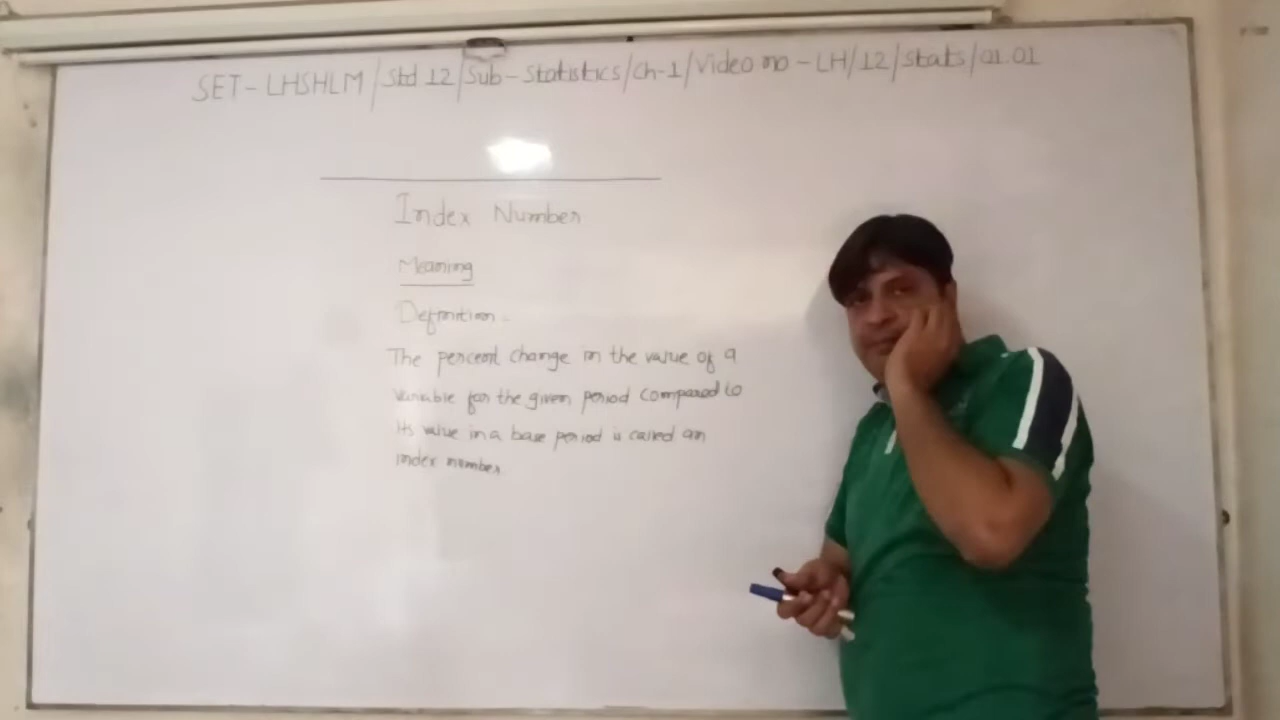 SET - LHSHLM / Std 12 / Sub - Statistics / Ch-1 / Video no - LH / 12 / Stats / 01.01
Index Number
Meaning
Definition -
The percent change in the value of a
variable for the given period compared to
its value in a base period is called an
index number